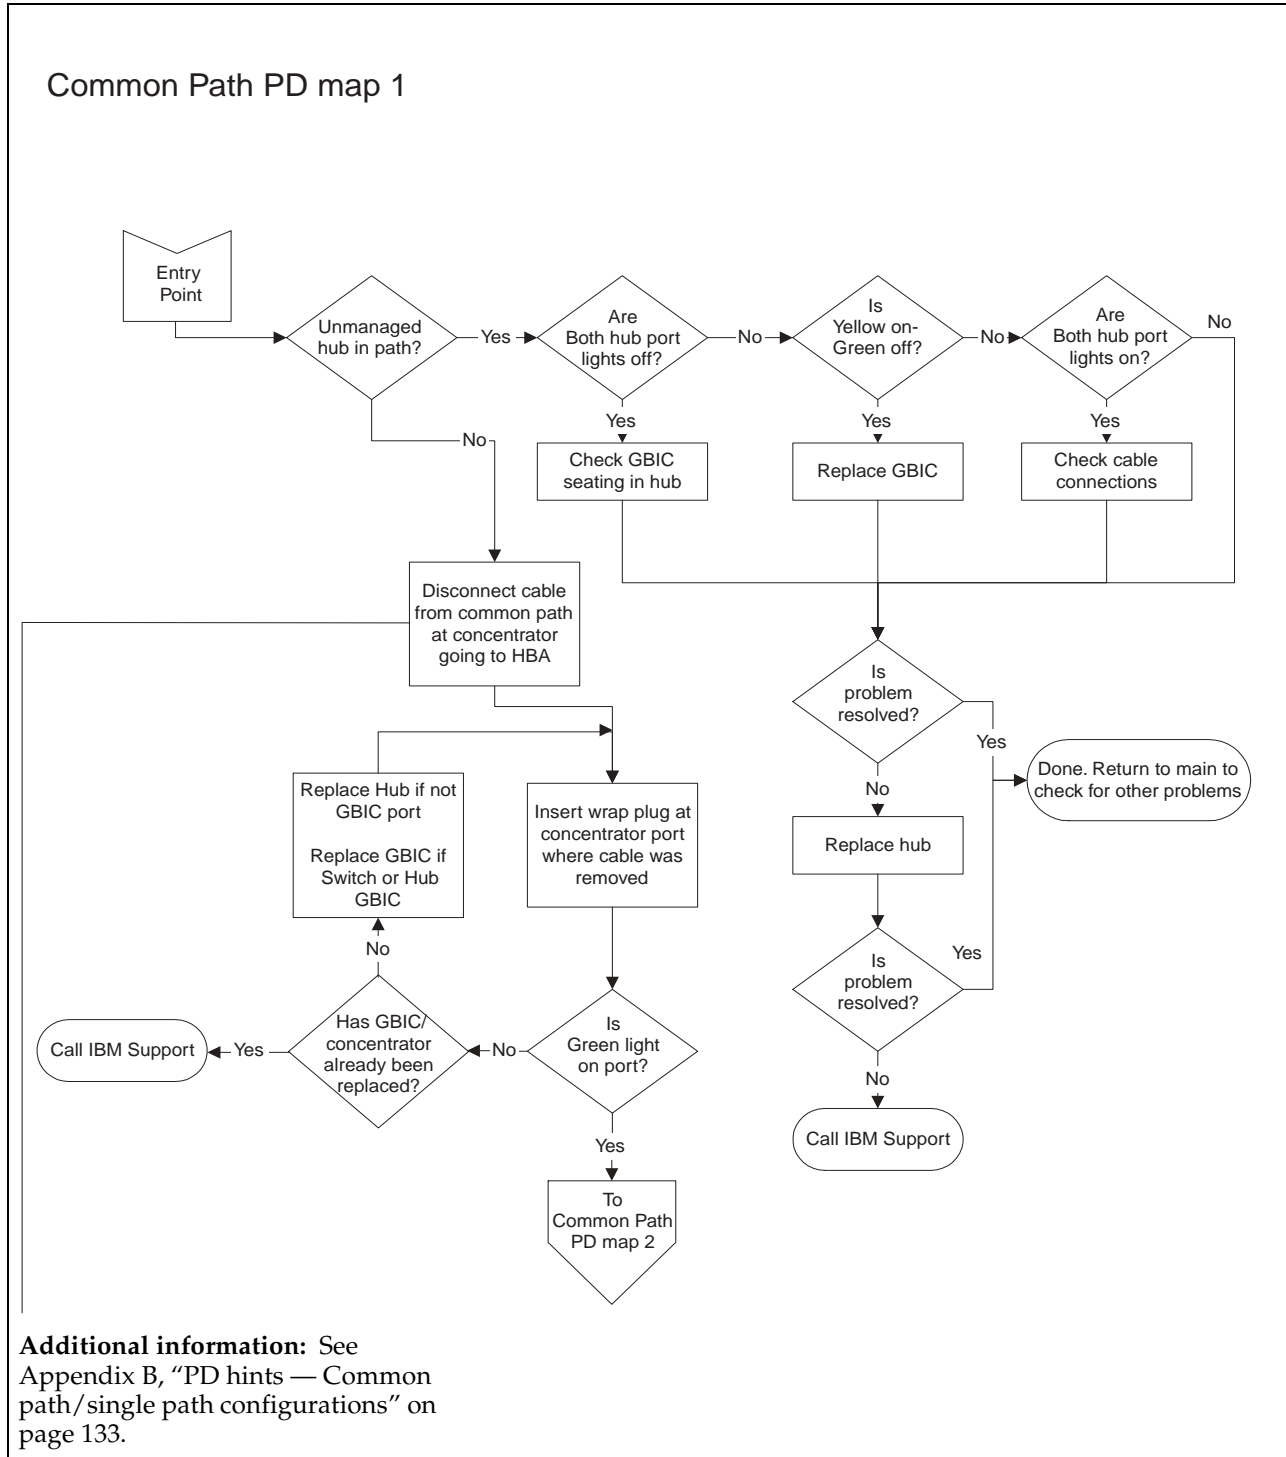 Common Path PD map 1
Entry
Point
Unmanaged
hub in path?
Yes
Are
Both hub port
lights off?
No
Is
Yellow on-
Green off?
No
Are
Both hub port
lights on?
No
Yes
Yes
Yes
No
Check GBIC
seating in hub
Replace GBIC
Check cable
connections
Disconnect cable
from common path
at concentrator
going to HBA
Is
problem
resolved?
Yes
Done. Return to main to
check for other problems
No
Replace hub
Replace Hub if not
GBIC port
Replace GBIC if
Switch or Hub
GBIC
Insert wrap plug at
concentrator port
where cable was
removed
No
Yes
Is
problem
resolved?
Call IBM Support
Yes
Has GBIC/
concentrator
already been
replaced?
No
Is
Green light
on port?
No
Call IBM Support
Yes
To
Common Path
PD map 2
Additional information: See
Appendix B, “PD hints — Common
path/single path configurations” on
page 133.